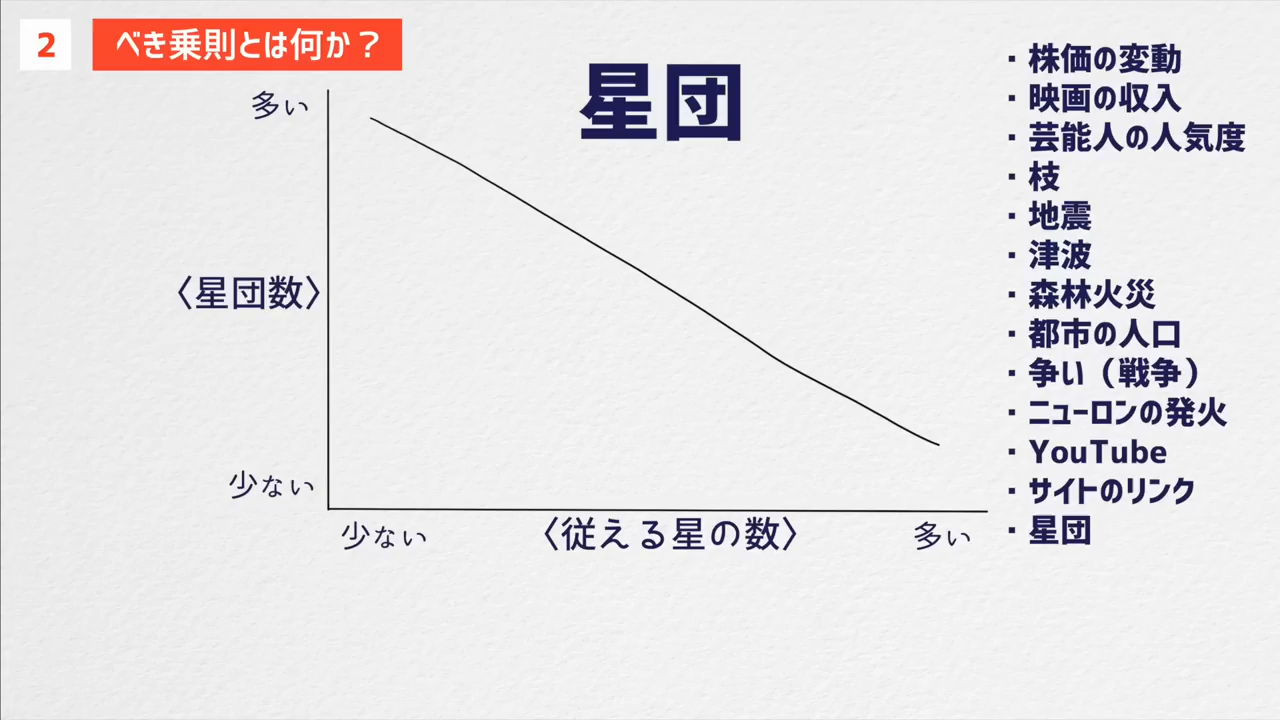 2
べき乗則とは何か？
星団
多い
〈星団数〉
少ない
少ない
〈従える星の数〉
多い
・株価の変動
・映画の収入
・芸能人の人気度
・枝
・地震
・津波
・森林火災
・都市の人口
・争い（戦争）
・ニューロンの発火
・YouTube
・サイトのリンク
・星団